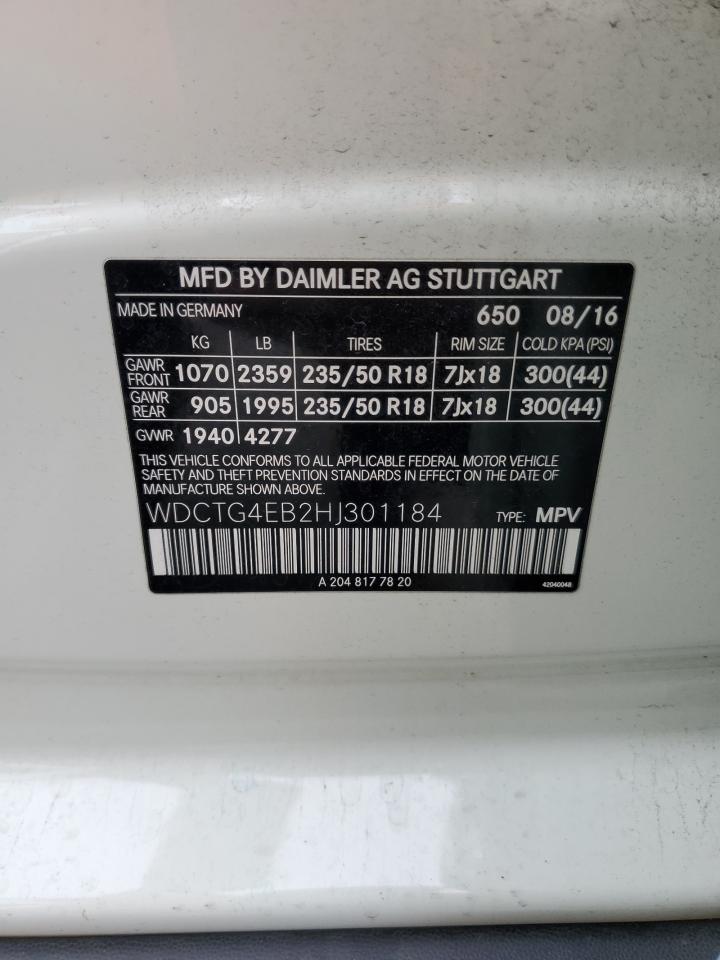 MFD BY DAIMLER AG STUTTGART
MADE IN GERMANY 650 08/16
KG LB TIRES RIM SIZE COLD KPA (PSI)
GAWR FRONT 1070 2359 235/50 R18 7Jx18 300(44)
GAWR REAR 905 1995 235/50 R18 7Jx18 300(44)
GVWR 1940 4277
THIS VEHICLE CONFORMS TO ALL APPLICABLE FEDERAL MOTOR VEHICLE
SAFETY AND THEFT PREVENTION STANDARDS IN EFFECT ON THE DATE OF
MANUFACTURE SHOWN ABOVE.
WDCTG4EB2HJ301184 TYPE: MPV
A 204 817 78 20 42040048